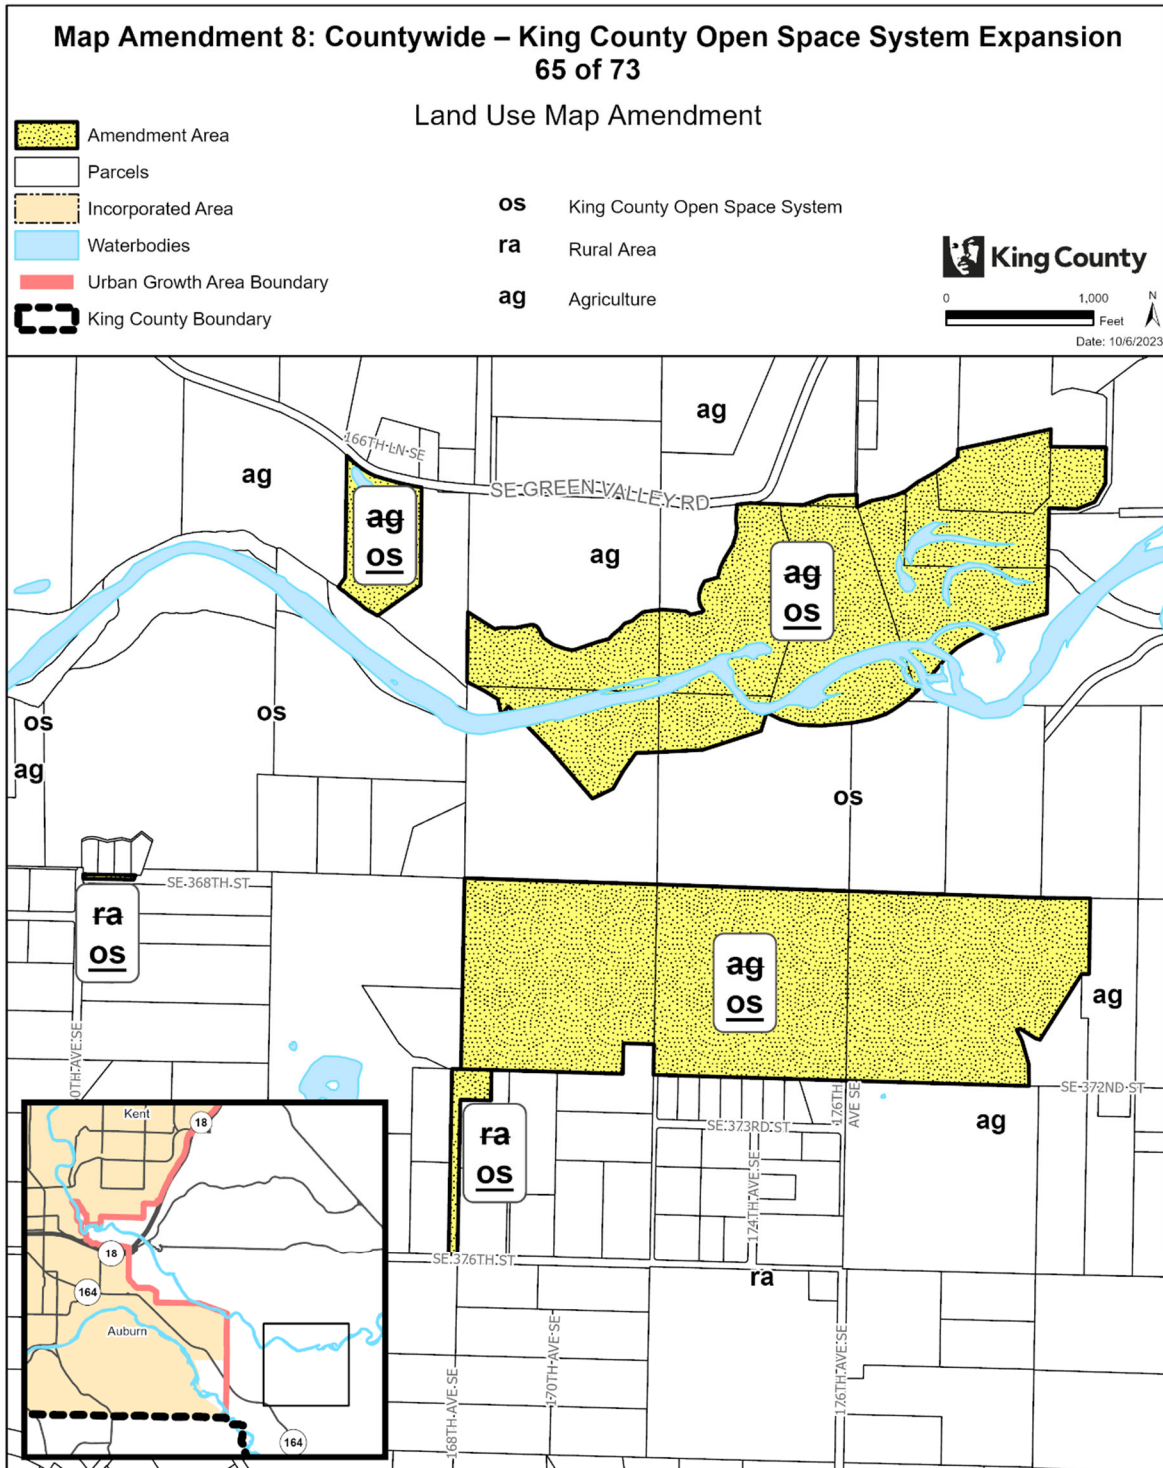 Map Amendment 8: Countywide – King County Open Space System Expansion
65 of 73
Land Use Map Amendment
Amendment Area
Parcels
Incorporated Area
Waterbodies
Urban Growth Area Boundary
King County Boundary
os King County Open Space System
ra Rural Area
ag Agriculture
King County
0 1,000
Feet
N
Date: 10/6/2023
ag
166TH LN SE
ag
SE GREEN VALLEY RD
ag
os
ag
ag
os
os
os
ag
os
SE 368TH ST
ra
os
ag
os
ag
0TH AVE SE
SE 372ND ST
176TH
AVE SE
ag
SE 373RD ST
ra
os
174TH AVE SE
SE 376TH ST
ra
168TH AVE SE
170TH AVE SE
176TH AVE SE
Kent
18
18
164
Auburn
164